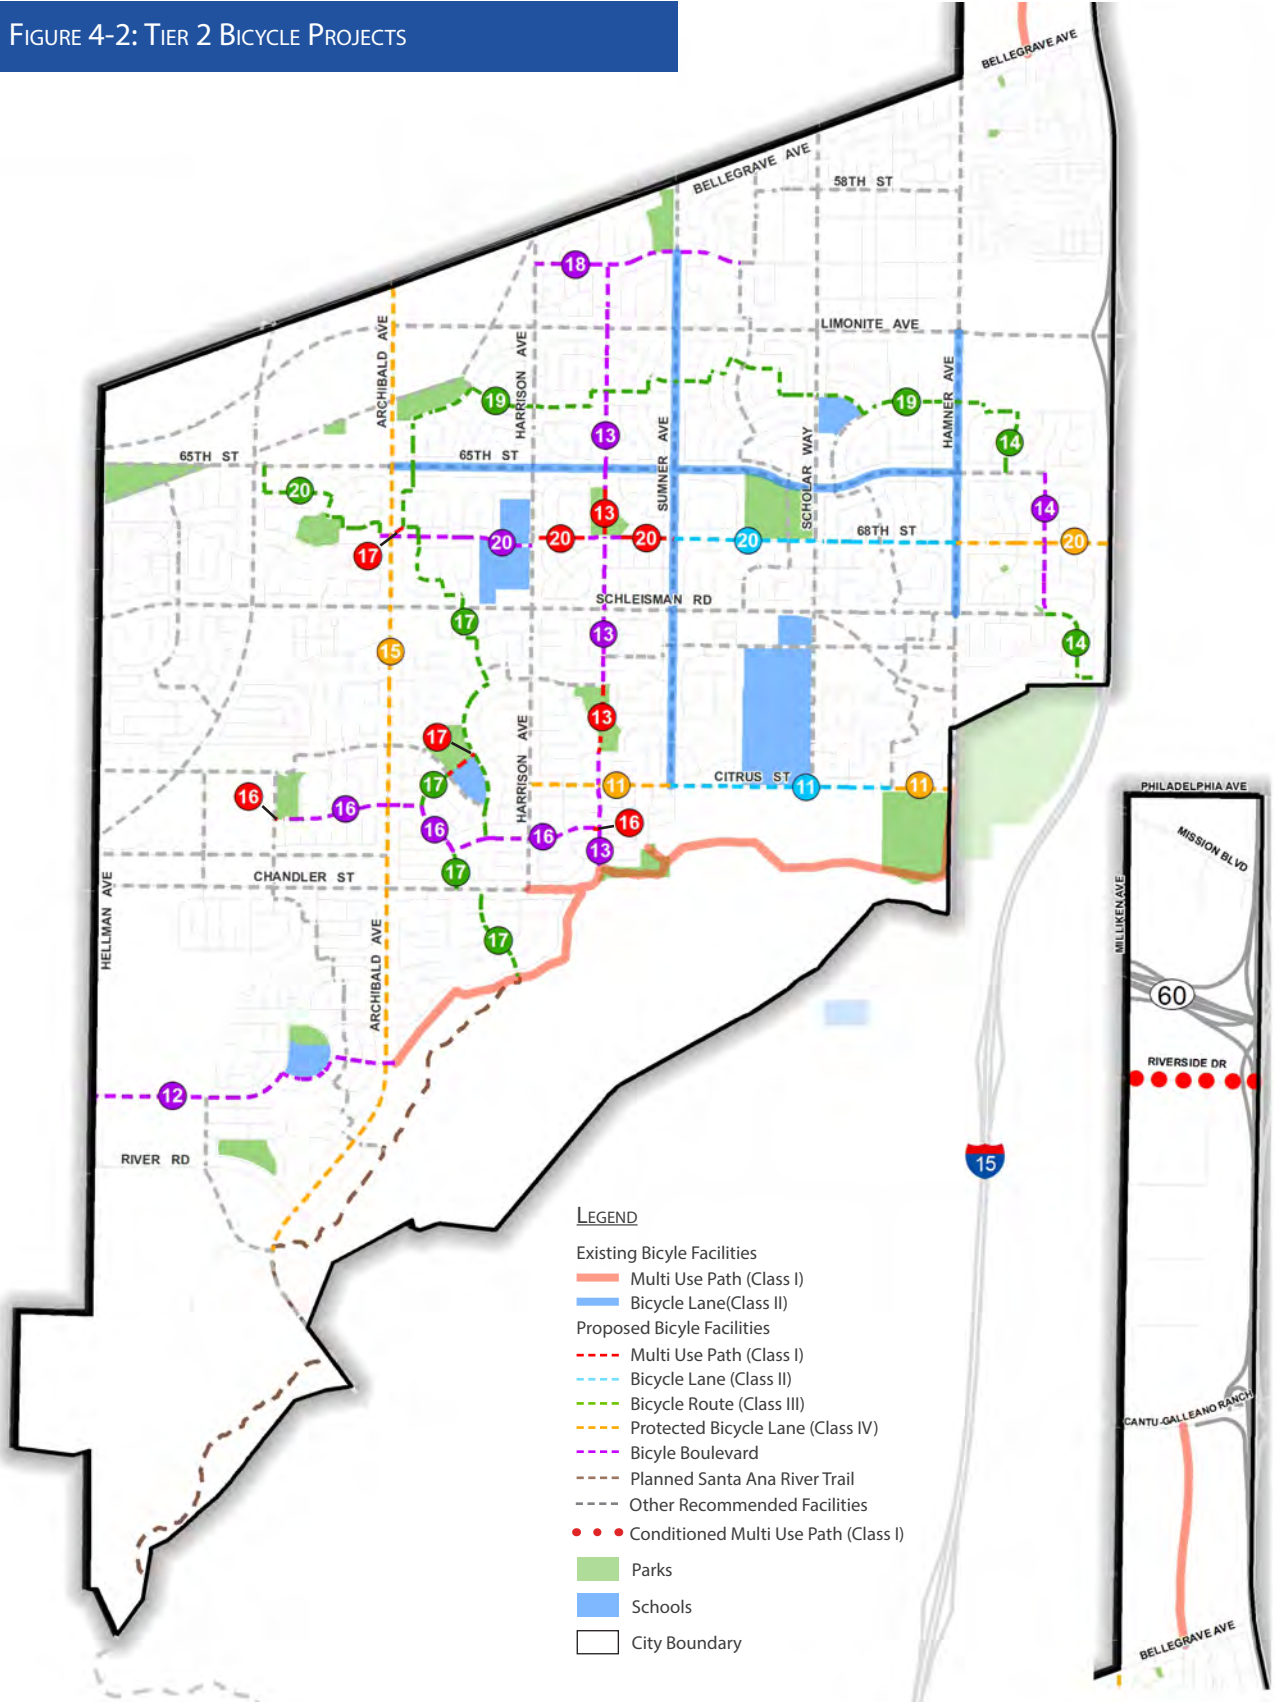 FIGURE 4-2: TIER 2 BICYCLE PROJECTS
BELLEGRAVE AVE
BELLEGRAVE AVE
58TH ST
18
LIMONITE AVE
ARCHIBALD AVE
HARRISON AVE
HAMNER AVE
19
19
13
SUMNER AVE
SCHOLAR WAY
14
65TH ST
65TH ST
20
14
13
68TH ST
17
20
20
20
20
20
SCHLEISMAN RD
17
13
15
14
13
17
HARRISON AVE
CITRUS ST
17
11
11
11
PHILADELPHIA AVE
16
16
16
16
16
13
MISSION BLVD
17
CHANDLER ST
HELLMAN AVE
MILLIKEN AVE
ARCHIBALD AVE
17
60
RIVERSIDE DR
12
RIVER RD
15
LEGEND
Existing Bicyle Facilities
Multi Use Path (Class I)
Bicycle Lane(Class II)
Proposed Bicyle Facilities
Multi Use Path (Class I)
Bicycle Lane (Class II)
Bicycle Route (Class III)
Protected Bicycle Lane (Class IV)
Bicyle Boulevard
Planned Santa Ana River Trail
Other Recommended Facilities
Conditioned Multi Use Path (Class I)
Parks
Schools
City Boundary
CANTU-GALLEANO RANCH
BELLEGRAVE AVE